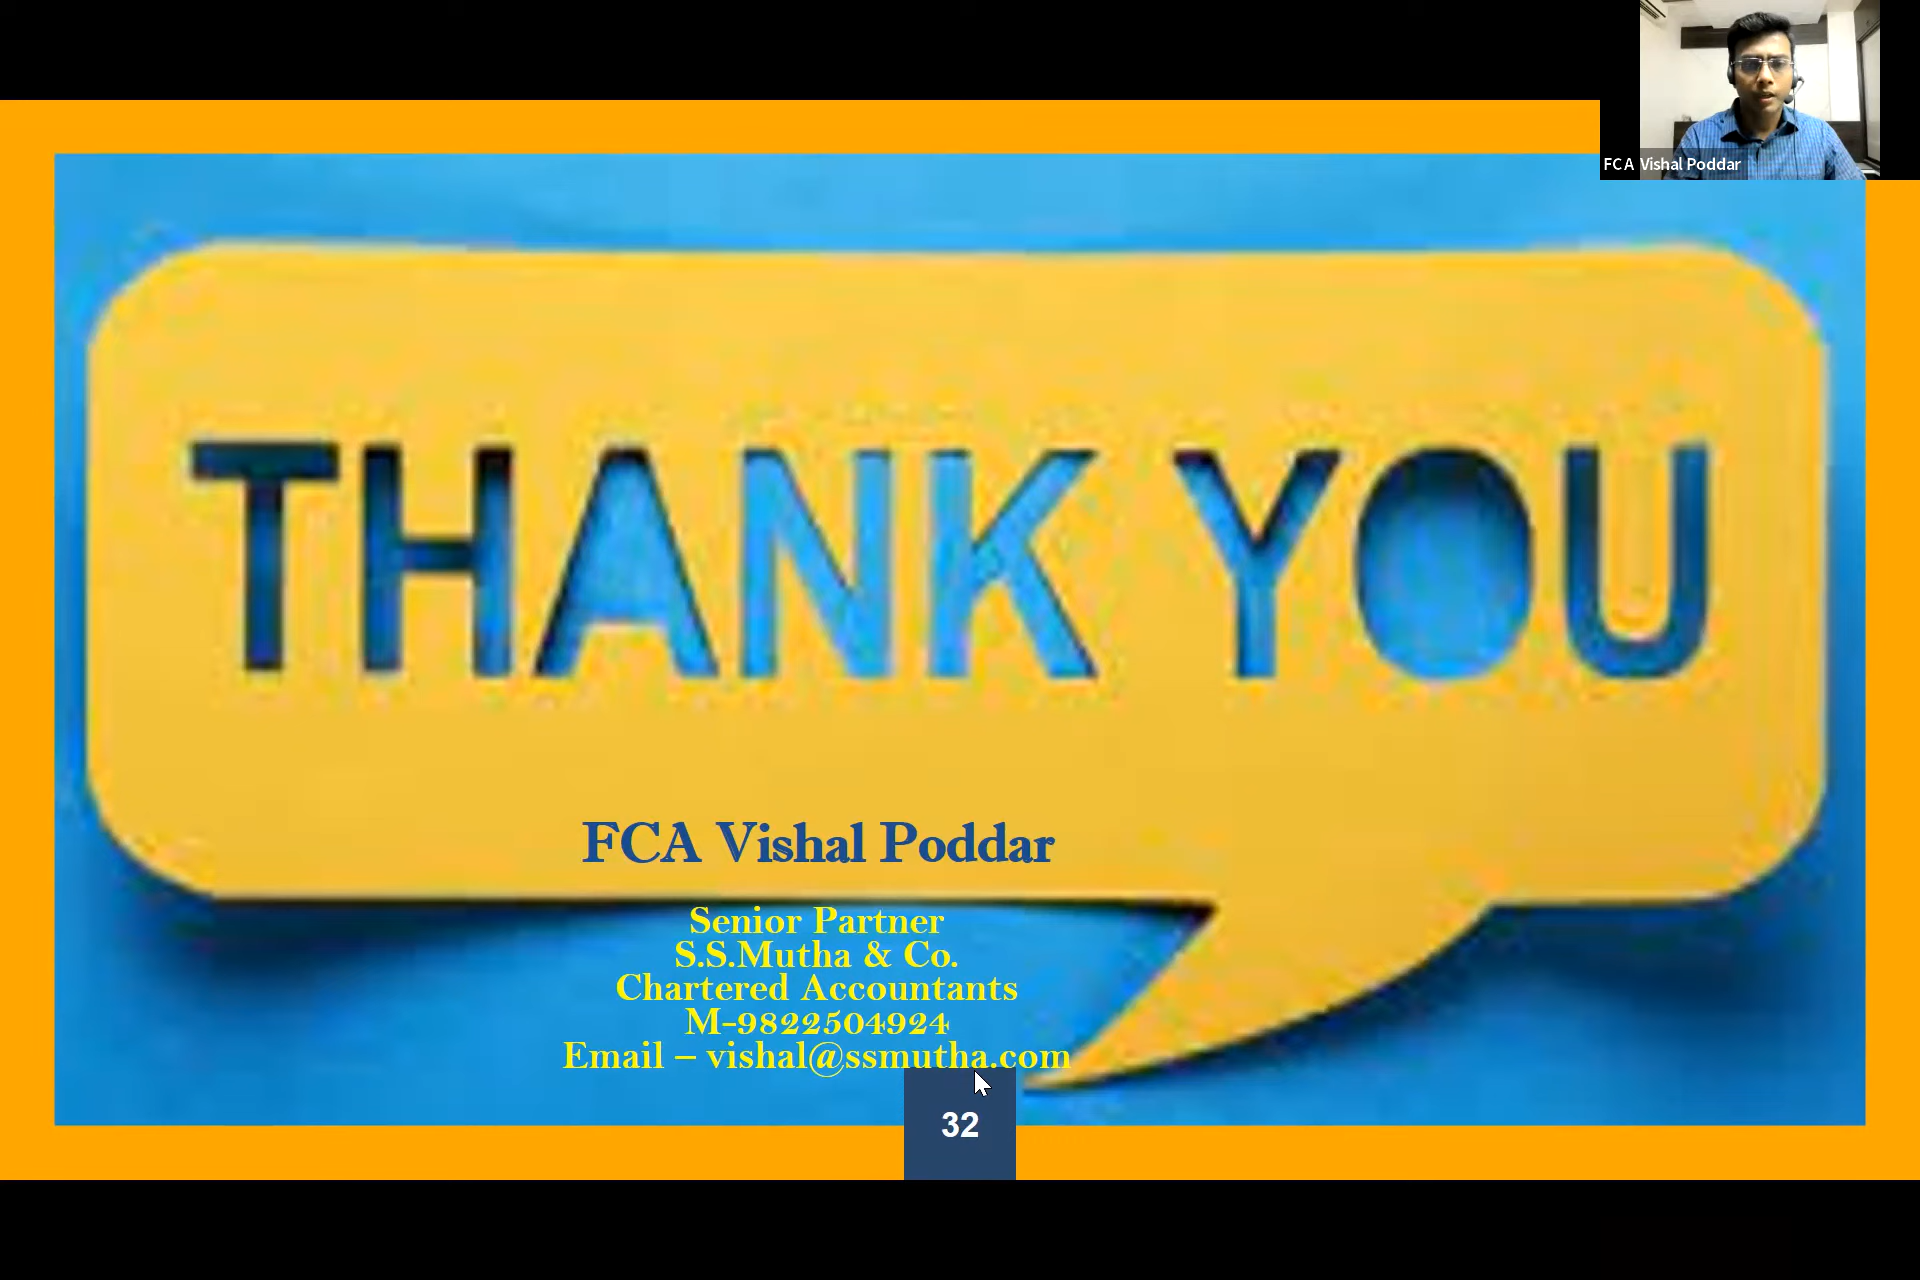 FCA Vishal Poddar
THANK YOU
FCA Vishal Poddar
Senior Partner
S.S.Mutha & Co.
Chartered Accountants
M-9822504924
Email – vishal@ssmutha.com
32